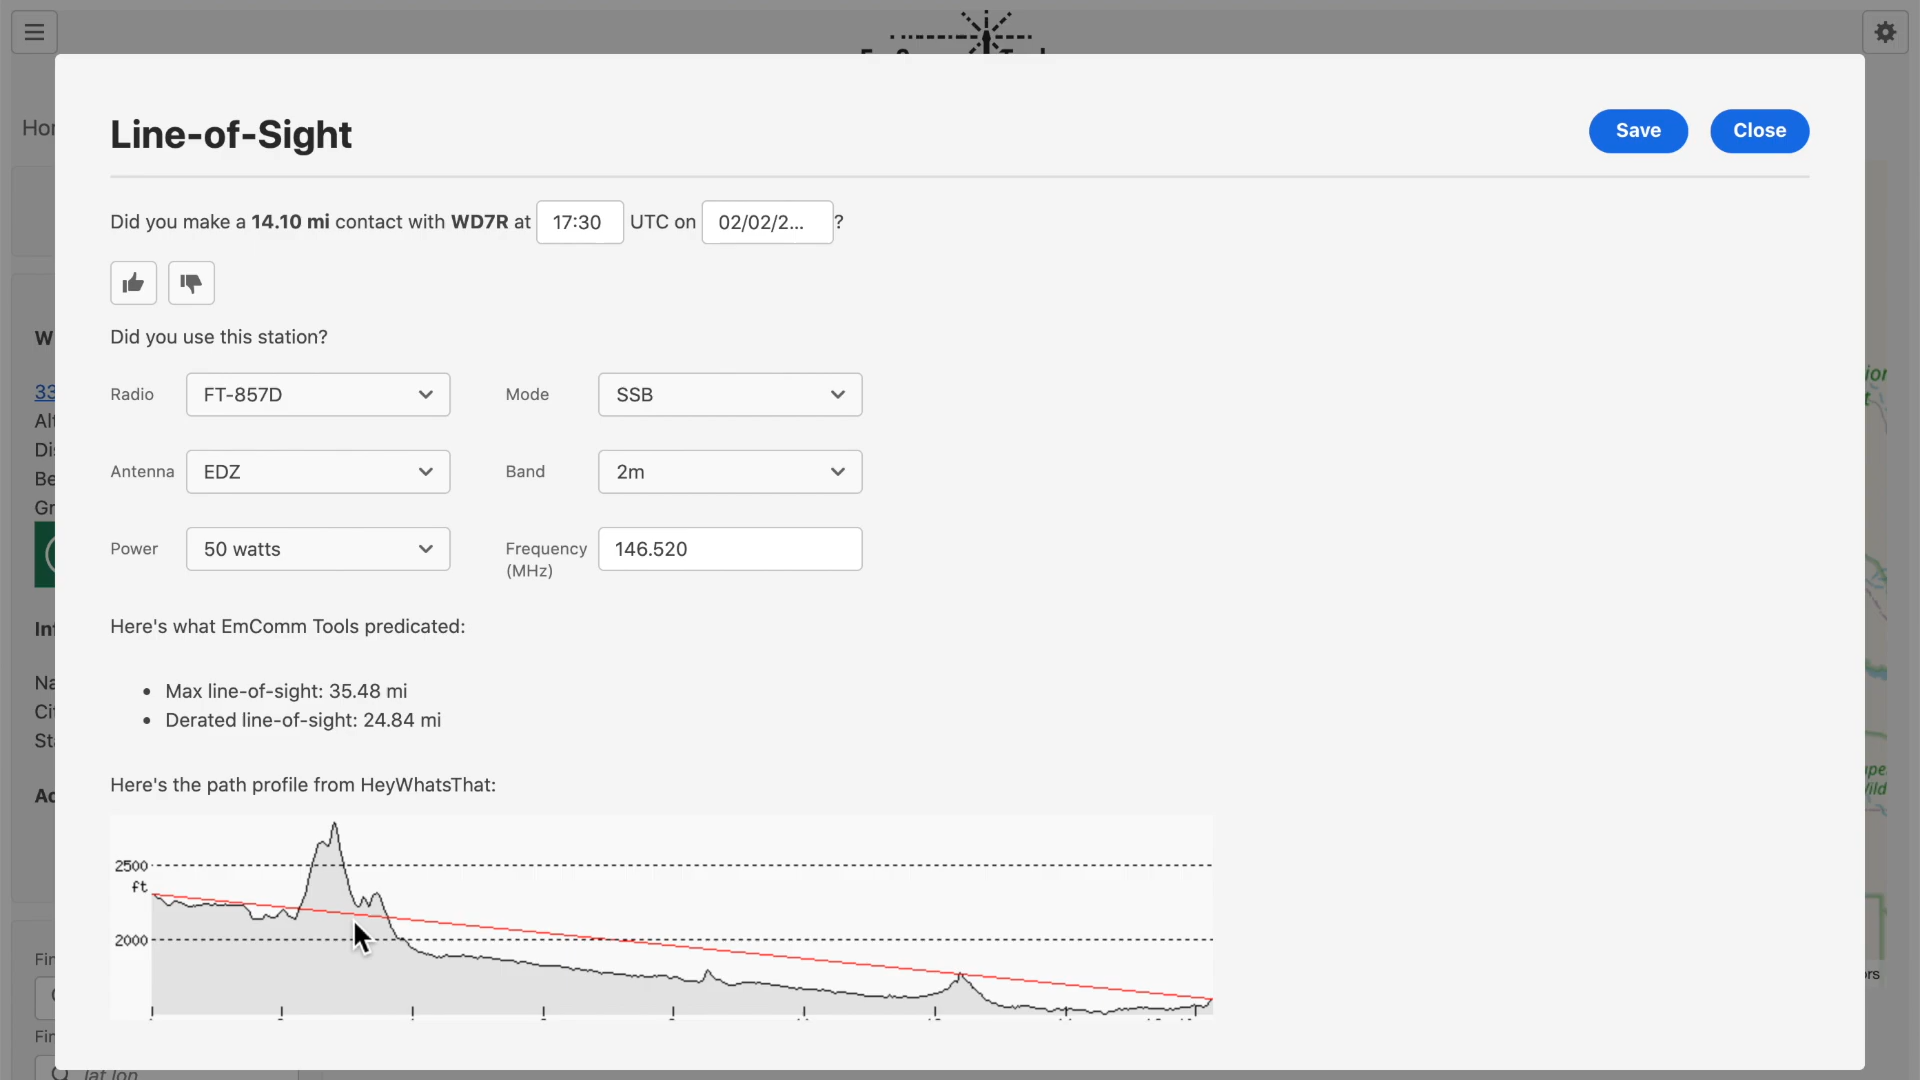 Line-of-Sight
Save
Close
Did you make a 14.10 mi contact with WD7R at 17:30 UTC on 02/02/2... ?
Did you use this station?
Radio FT-857D Mode SSB
Antenna EDZ Band 2m
Power 50 watts Frequency (MHz) 146.520
Here's what EmComm Tools predicated:
• Max line-of-sight: 35.48 mi
• Derated line-of-sight: 24.84 mi
Here's the path profile from HeyWhatsThat:
2500
ft
2000
lat lon